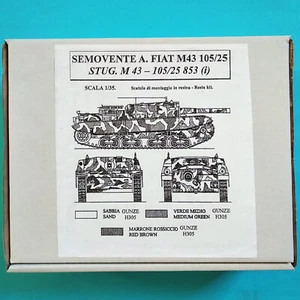 SEMOVENTE A. FIAT M43 105/25
STUG. M 43 – 105/25 853 (i)
SCALA 1/35.
Scatola di montaggio in resina - Resin kit.
SABBIA GUNZE
SAND H305
VERDE MEDIO GUNZE
MEDIUM GREEN H305
MARRONE ROSSICCIO GUNZE
RED BROWN H305